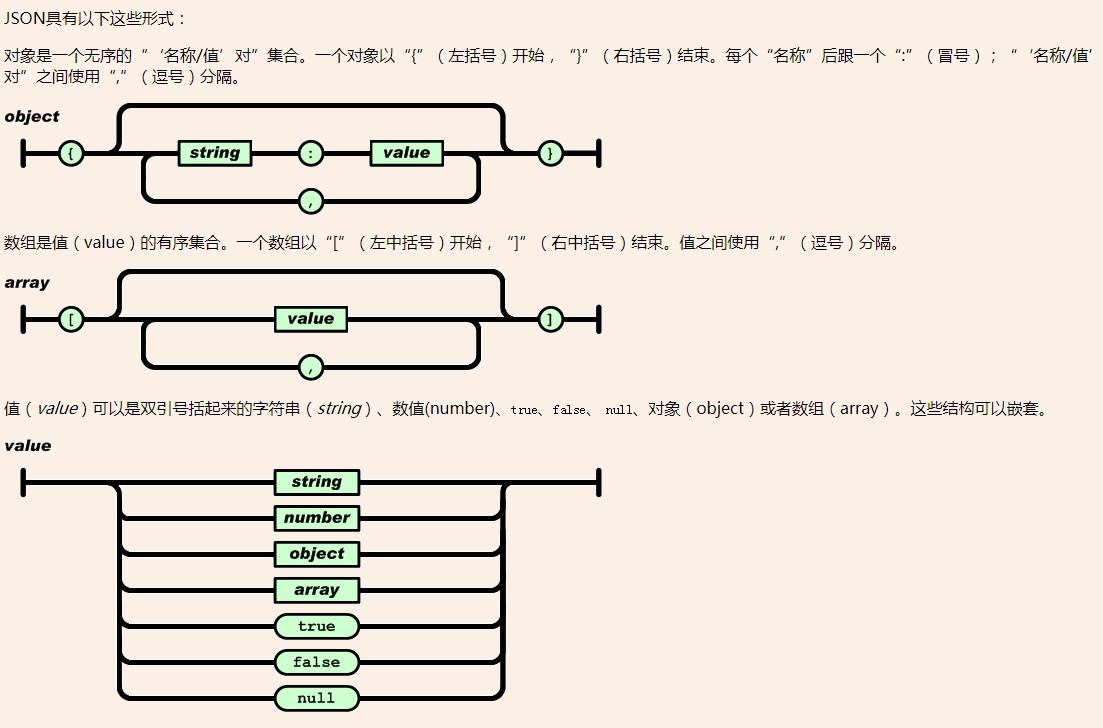 JSON具有以下这些形式：
对象是一个无序的“‘名称/值’对”集合。一个对象以“{”（左括号）开始，“}”（右括号）结束。每个“名称”后跟一个“:”（冒号）；“‘名称/值’
对”之间使用“,”（逗号）分隔。
object
{ string : value }
,
数组是值（value）的有序集合。一个数组以“[”（左中括号）开始，“]”（右中括号）结束。值之间使用“,”（逗号）分隔。
array
[ value ]
,
值（value）可以是双引号括起来的字符串（string）、数值(number)、true、false、 null、对象（object）或者数组（array）。这些结构可以嵌套。
value
string
number
object
array
true
false
null